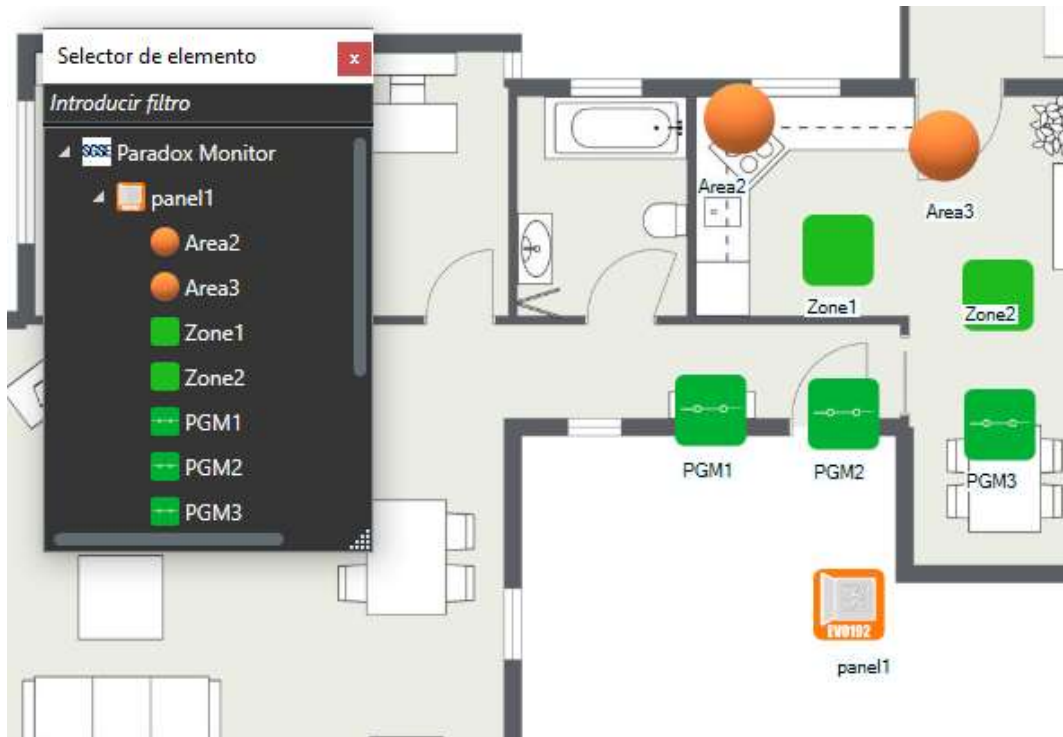 Selector de elemento
x
Introducir filtro
SGSE Paradox Monitor
panel1
Area2
Area3
Zone1
Zone2
PGM1
PGM2
PGM3
Area2
Area3
Zone1
Zone2
PGM1
PGM2
PGM3
EVO192
panel1